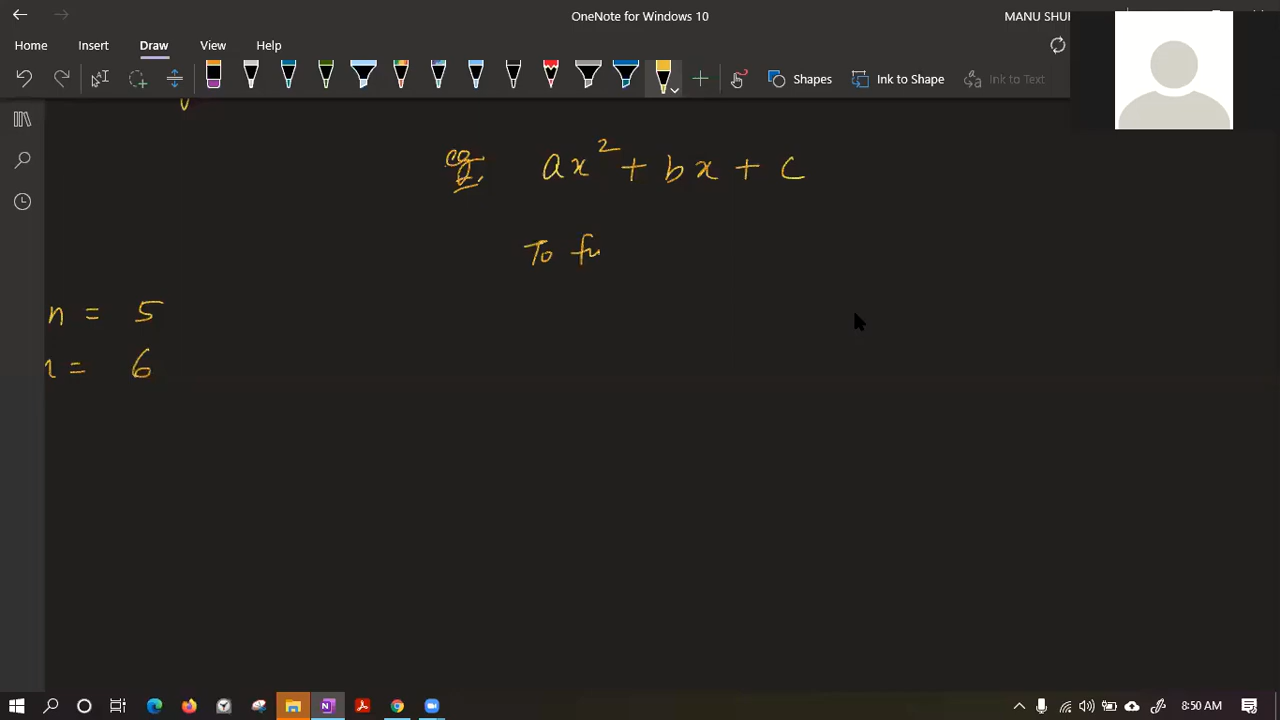 OneNote for Windows 10
MANU SHU
Home Insert Draw View Help
Shapes Ink to Shape Ink to Text
eg. ax² + bx + c
To fi
n = 5
= 6
8:50 AM